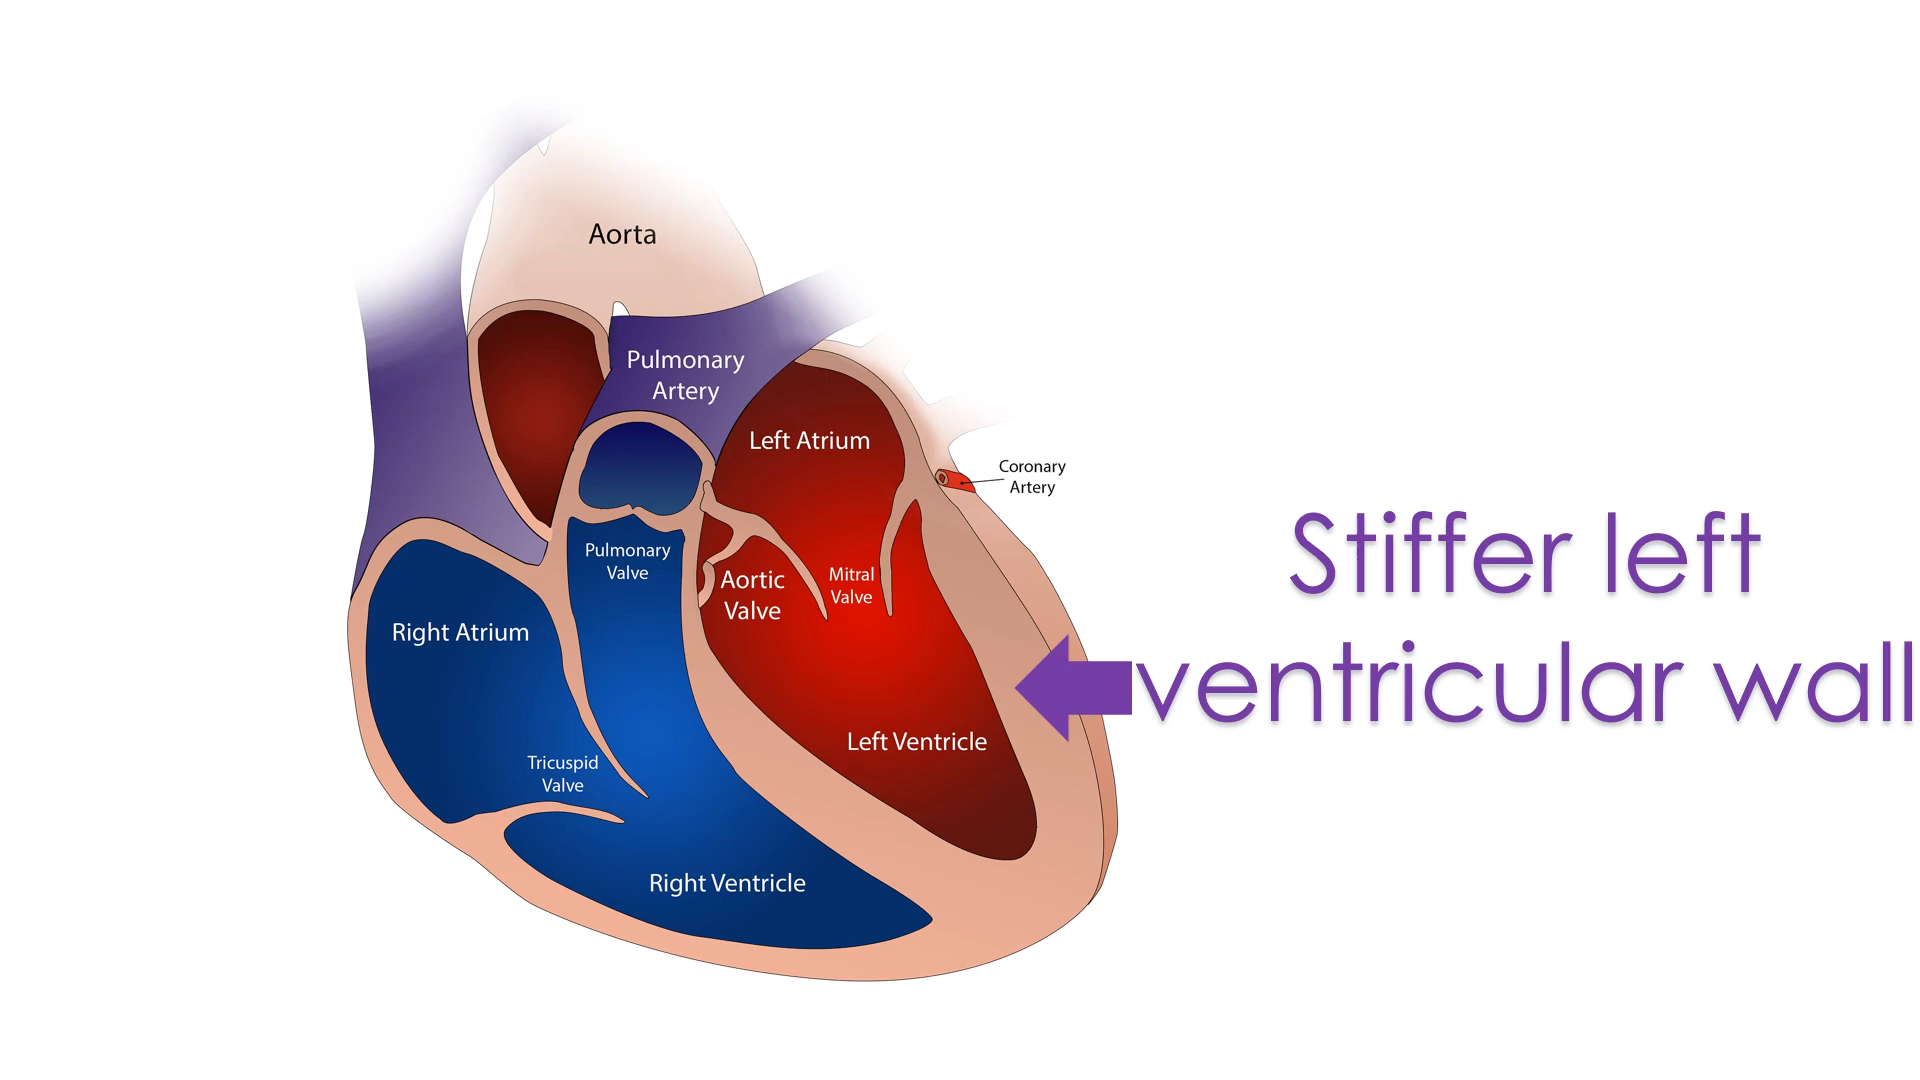 Aorta
Pulmonary
Artery
Left Atrium
Coronary
Artery
Pulmonary
Valve
Aortic
Valve
Mitral
Valve
Right Atrium
Left Ventricle
Tricuspid
Valve
Right Ventricle
Stiffer left
ventricular wall